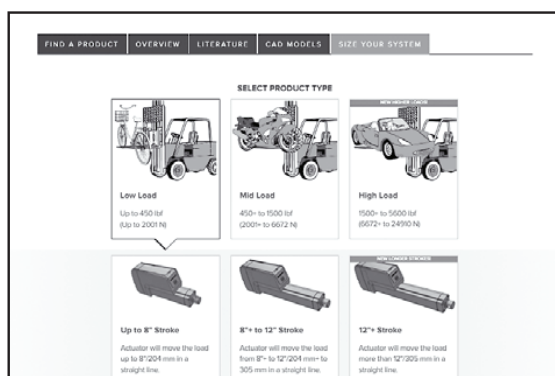 FIND A PRODUCT OVERVIEW LITERATURE CAD MODELS SIZE YOUR SYSTEM
SELECT PRODUCT TYPE
NEW HIGHER LOADS
Low Load
Up to 450 lbf
(Up to 2001 N)
Mid Load
450+ to 1500 lbf
(2001+ to 6672 N)
High Load
1500+ to 5600 lbf
(6672+ to 24910 N)
NEW LONGER STROKES
Up to 8" Stroke
Actuator will move the load
up to 8"/204 mm in a
straight line.
8"+ to 12" Stroke
Actuator will move the load
from 8"+ to 12"/204 mm+ to
305 mm in a straight line.
12"+ Stroke
Actuator will move the load
more than 12"/305 mm in a
straight line.